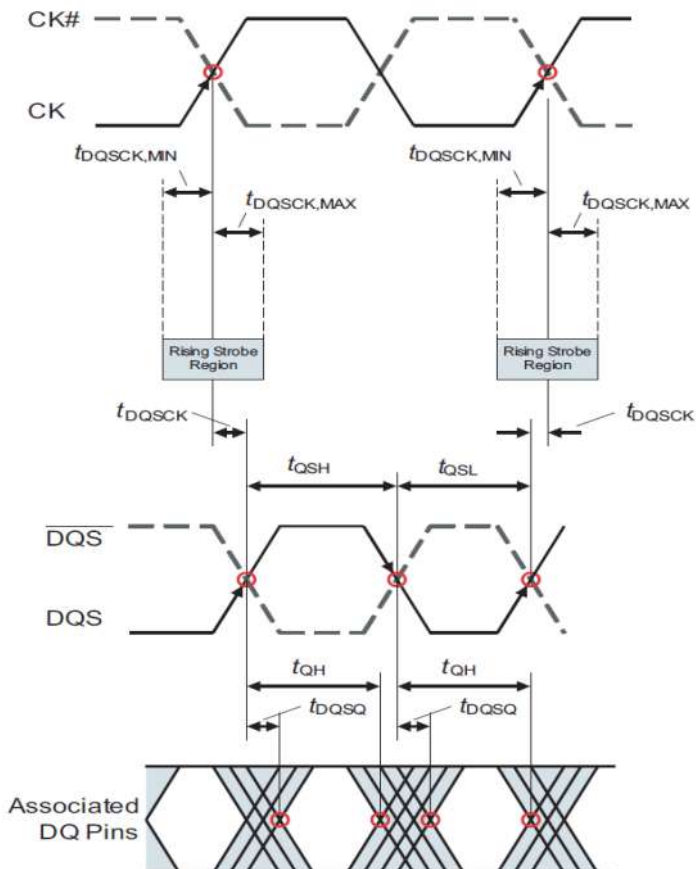 CK#
CK
tDQSCK,MIN
tDQSCK,MIN
tDQSCK,MAX
tDQSCK,MAX
Rising Strobe
Region
Rising Strobe
Region
tDQSCK
tDQSCK
tQSH
tQSL
DQS
DQS
tQH
tQH
tDQSQ
tDQSQ
Associated
DQ Pins